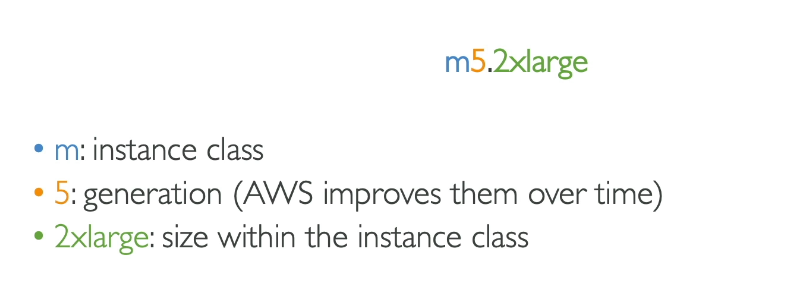 m5.2xlarge
• m: instance class
• 5: generation (AWS improves them over time)
• 2xlarge: size within the instance class